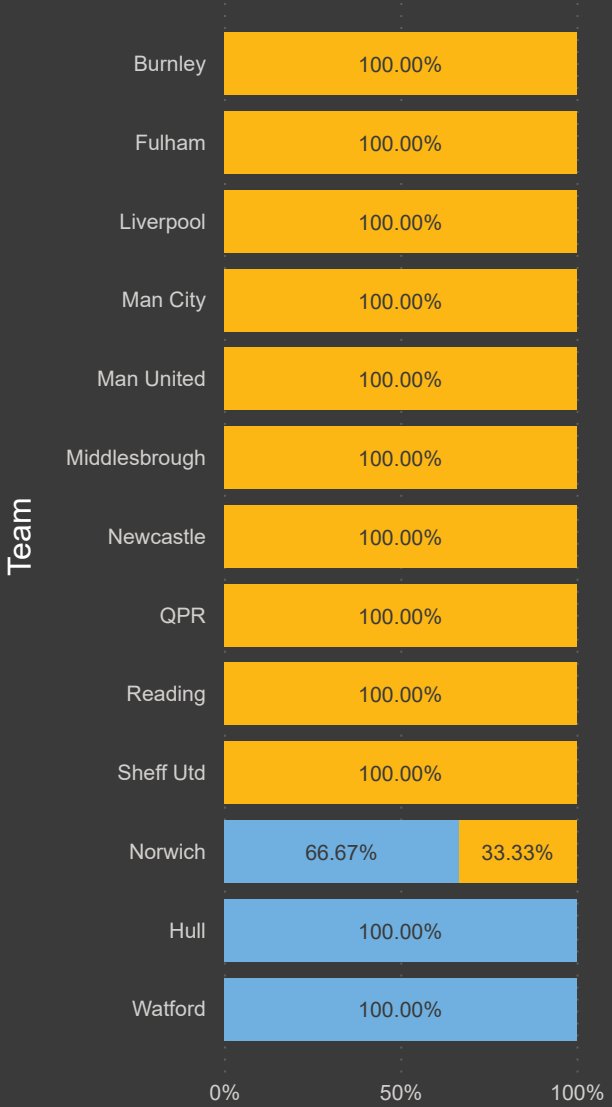 Team
Burnley 100.00%
Fulham 100.00%
Liverpool 100.00%
Man City 100.00%
Man United 100.00%
Middlesbrough 100.00%
Newcastle 100.00%
QPR 100.00%
Reading 100.00%
Sheff Utd 100.00%
Norwich 66.67% 33.33%
Hull 100.00%
Watford 100.00%
0% 50% 100%